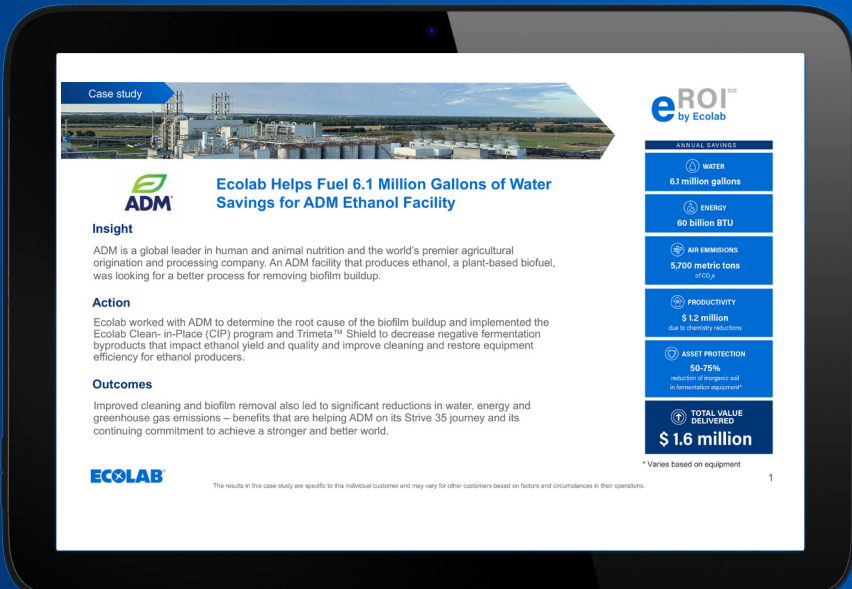 Case study
eROI℠
by Ecolab
ADM
Ecolab Helps Fuel 6.1 Million Gallons of Water
Savings for ADM Ethanol Facility
Insight
ADM is a global leader in human and animal nutrition and the world's premier agricultural
origination and processing company. An ADM facility that produces ethanol, a plant-based biofuel,
was looking for a better process for removing biofilm buildup.
Action
Ecolab worked with ADM to determine the root cause of the biofilm buildup and implemented the
Ecolab Clean- in-Place (CIP) program and Trimeta™ Shield to decrease negative fermentation
byproducts that impact ethanol yield and quality and improve cleaning and restore equipment
efficiency for ethanol producers.
Outcomes
Improved cleaning and biofilm removal also led to significant reductions in water, energy and
greenhouse gas emissions – benefits that are helping ADM on its Strive 35 journey and its
continuing commitment to achieve a stronger and better world.
ANNUAL SAVINGS
WATER
6.1 million gallons
ENERGY
60 billion BTU
AIR EMMISIONS
5,700 metric tons
of CO₂e
PRODUCTIVITY
$ 1.2 million
due to chemistry reductions
ASSET PROTECTION
50-75%
reduction of inorganic soil
in fermentation equipment*
TOTAL VALUE
DELIVERED
$ 1.6 million
* Varies based on equipment
ECOLAB®
The results in this case study are specific to this individual customer and may vary for other customers based on factors and circumstances in their operations.
1